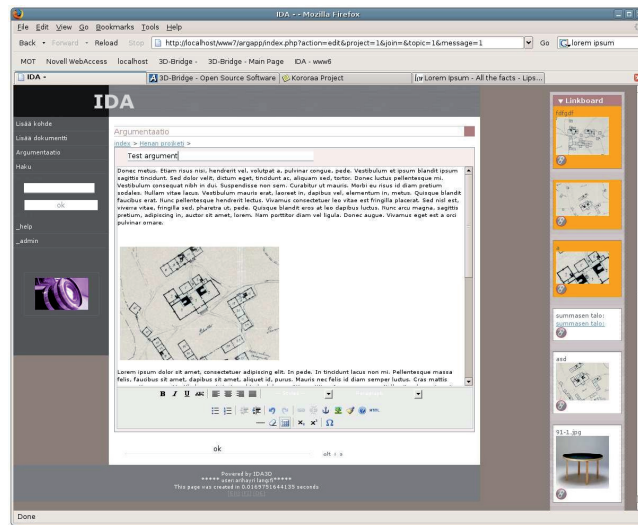 IDA - - Mozilla Firefox
File Edit View Go Bookmarks Tools Help
Back Forward Reload Stop http://localhost/www7/argapp/index.php?action=edit&project=1&join=&topic=1&message=1 Go lorem ipsum
MOT Novell WebAccess localhost 3D-Bridge - 3D-Bridge - Main Page IDA - www6
IDA - 3D-Bridge - Open Source Software Kororaa Project Lorem Ipsum - All the facts - Lips...
IDA
Lisää kohde
Lisää dokumentti
Argumentaatio
Haku
ok
_help
_admin
Argumentaatio
index > Henan projketi >
Test argument
Donec metus. Etiam risus nisi, hendrerit vel, volutpat a, pulvinar congue, pede. Vestibulum et ipsum blandit ipsum
sagittis tincidunt. Sed dolor velit, dictum eget, tincidunt ac, aliquam sed, tortor. Donec luctus pellentesque mi.
Vestibulum consequat nibh in dui. Suspendisse non sem. Curabitur ut mauris. Morbi eu risus id diam pretium
sodales. Nullam vitae lacus. Vestibulum mauris erat, laoreet in, dapibus vel, elementum in, metus. Quisque blandit
faucibus erat. Nunc pellentesque hendrerit lectus. Vivamus consectetuer leo vitae est fringilla placerat. Sed nisl est,
viverra vitae, fringilla sed, pharetra ut, pede. Quisque blandit eros at leo dapibus luctus. Nunc arcu magna, sagittis
pretium, adipiscing in, auctor sit amet, lorem. Nam porttitor diam vel ligula. Donec augue. Vivamus eget est a orci
pulvinar ornare.
Lorem ipsum dolor sit amet, consectetuer adipiscing elit. In pede. In tincidunt lacus non mi. Pellentesque massa
felis, faucibus sit amet, dapibus sit amet, aliquet id, purus. Mauris nec felis id diam semper luctus. Cras mattis
B I U ABC
HTML
x₂ x² Ω
ok
Powered by IDA3D
This page was created in 0.0169791644135 seconds
Linkboard
fdfgdf
summasen talo:
summasen talo:
asd
91-1.jpg
Done